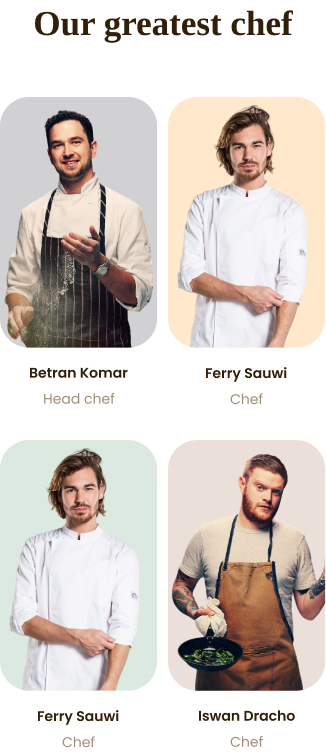 Our greatest chef
Betran Komar
Head chef
Ferry Sauwi
Chef
Ferry Sauwi
Chef
Iswan Dracho
Chef